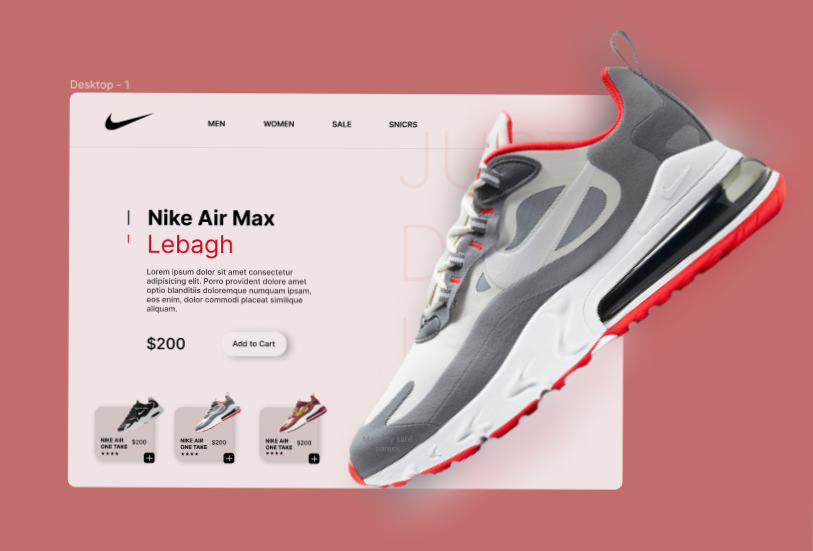 Desktop - 1
MEN WOMEN SALE SNICRS
JUST
D
Nike Air Max
Lebagh
Lorem ipsum dolor sit amet consectetur
adipisicing elit. Porro provident dolore amet
optio blanditiis doloremque numquam ipsam,
eos enim, dolor commodi placeat similique
aliquam.
$200 Add to Cart
NIKE AIR
ONE TAKE $200
NIKE AIR
ONE TAKE $200
NIKE AIR
ONE TAKE $200